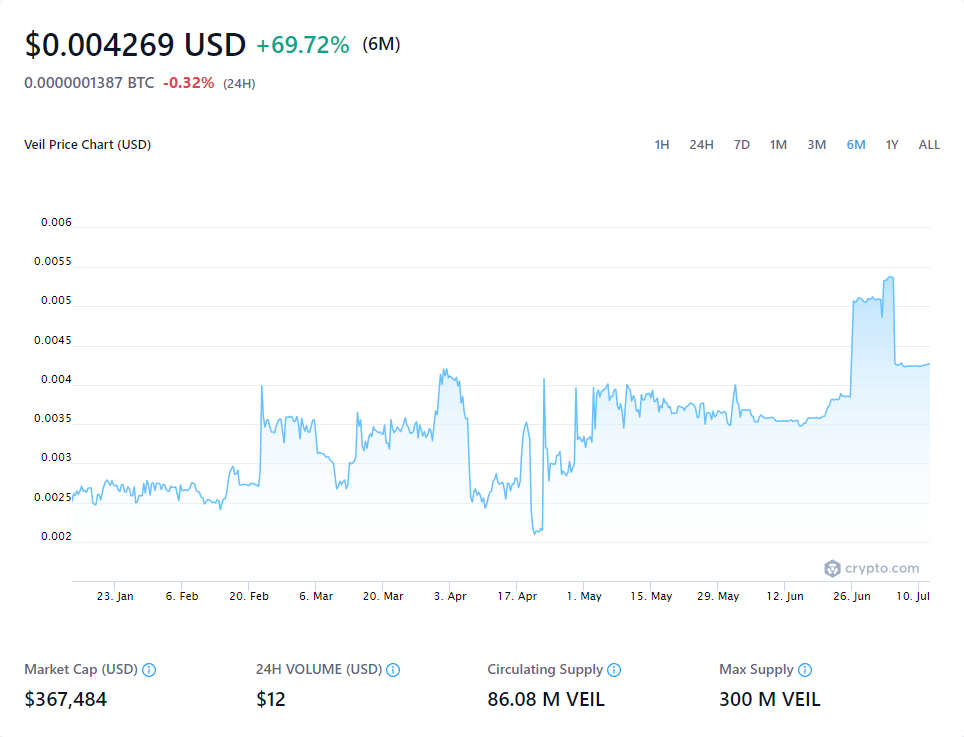 $0.004269 USD +69.72% (6M)
0.0000001387 BTC -0.32% (24H)
Veil Price Chart (USD) 1H 24H 7D 1M 3M 6M 1Y ALL
0.006
0.0055
0.005
0.0045
0.004
0.0035
0.003
0.0025
0.002
crypto.com
23. Jan 6. Feb 20. Feb 6. Mar 20. Mar 3. Apr 17. Apr 1. May 15. May 29. May 12. Jun 26. Jun 10. Jul
Market Cap (USD) 24H VOLUME (USD) Circulating Supply Max Supply
$367,484 $12 86.08 M VEIL 300 M VEIL